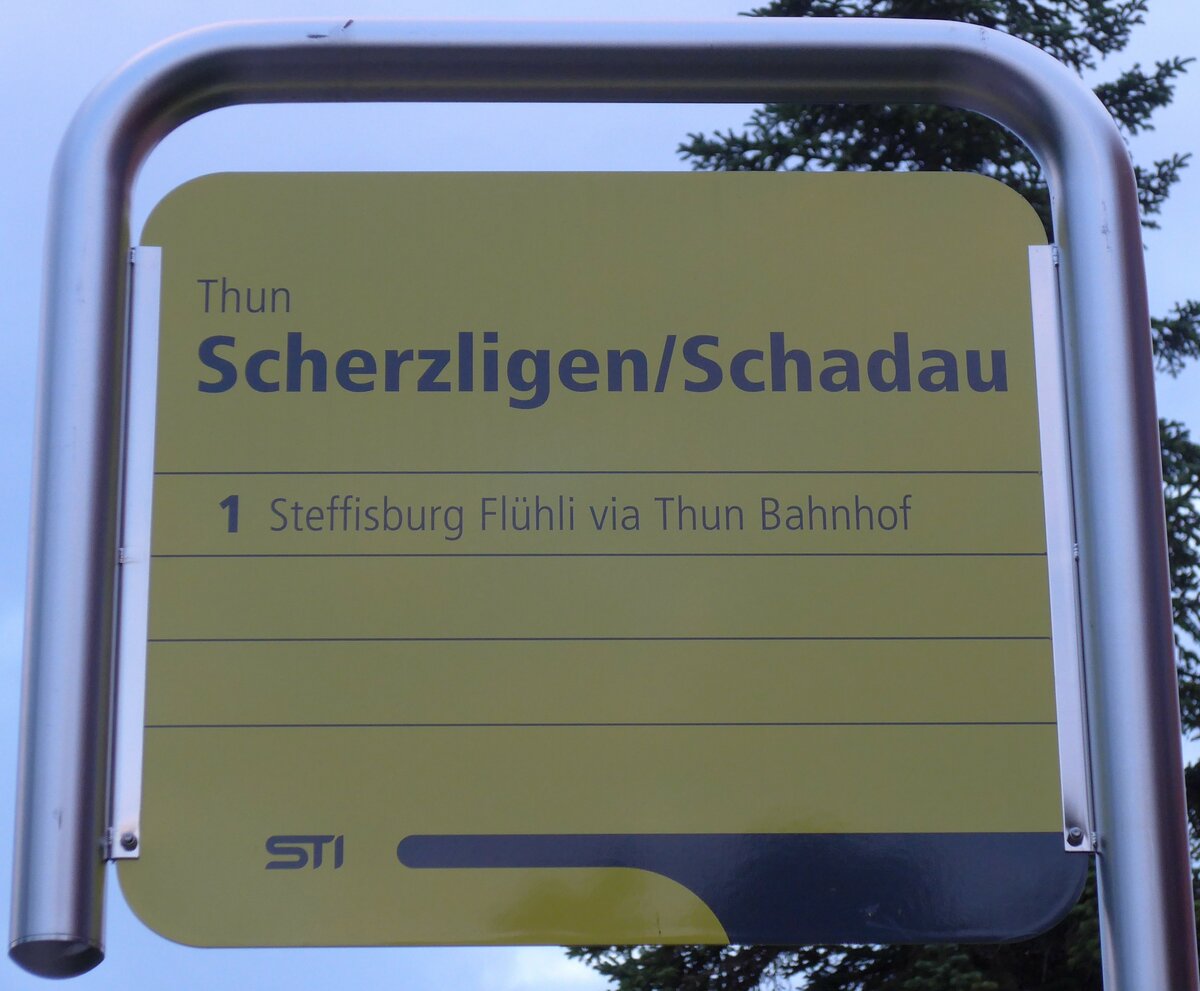 Thun
Scherzligen/Schadau
1 Steffisburg Flühli via Thun Bahnhof
STI